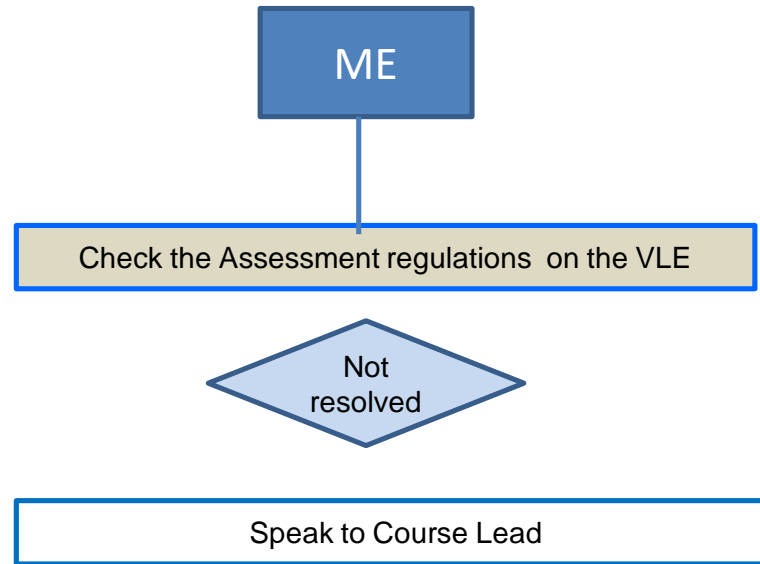 ME
Check the Assessment regulations  on the VLE
Not
resolved
Speak to Course Lead